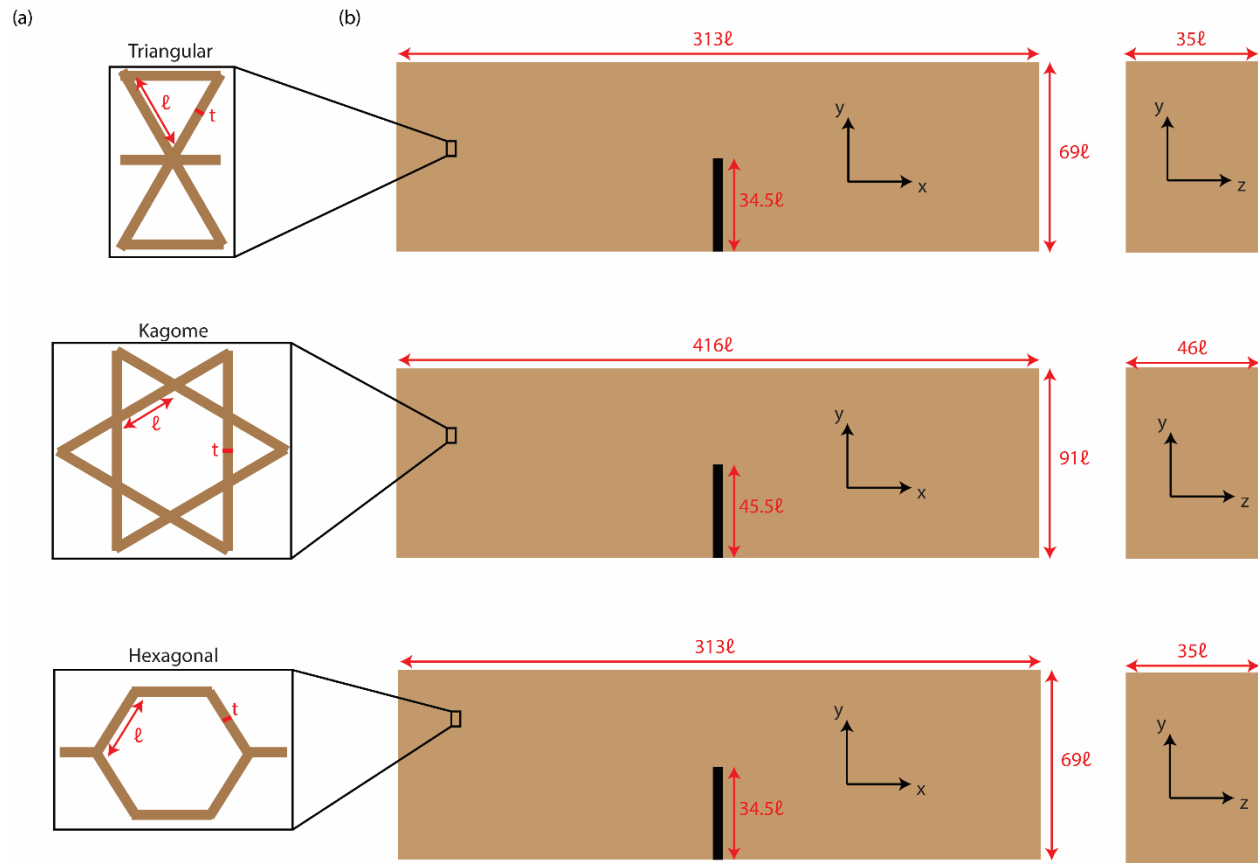 (a)
(b)
Triangular
ℓ
t
313ℓ
35ℓ
y
x
34.5ℓ
69ℓ
y
z
Kagome
ℓ
t
416ℓ
46ℓ
y
x
45.5ℓ
91ℓ
y
z
Hexagonal
ℓ
t
313ℓ
35ℓ
y
x
34.5ℓ
69ℓ
y
z